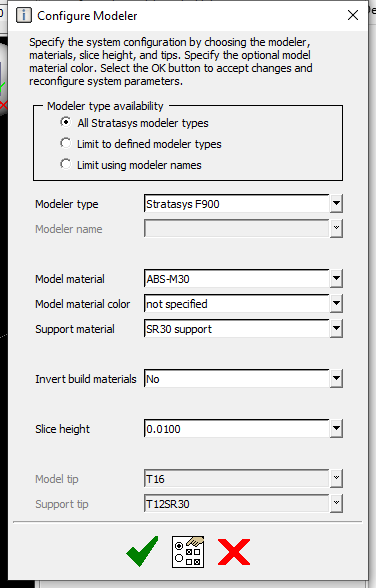 Configure Modeler
Specify the system configuration by choosing the modeler,
materials, slice height, and tips. Specify the optional model
material color. Select the OK button to accept changes and
reconfigure system parameters.
Modeler type availability
All Stratasys modeler types
Limit to defined modeler types
Limit using modeler names
Modeler type Stratasys F900
Modeler name
Model material ABS-M30
Model material color not specified
Support material SR30 support
Invert build materials No
Slice height 0.0100
Model tip T16
Support tip T12SR30